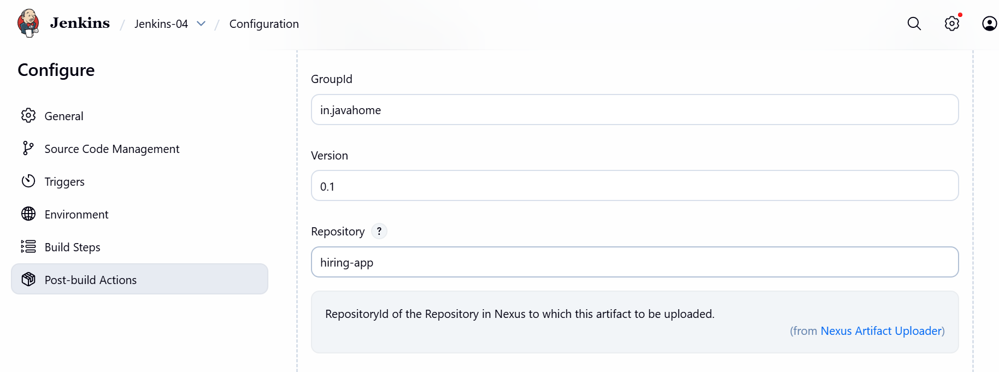 Jenkins / Jenkins-04 / Configuration
Configure
General
Source Code Management
Triggers
Environment
Build Steps
Post-build Actions
GroupId
in.javahome
Version
0.1
Repository ?
hiring-app
RepositoryId of the Repository in Nexus to which this artifact to be uploaded.
(from Nexus Artifact Uploader)